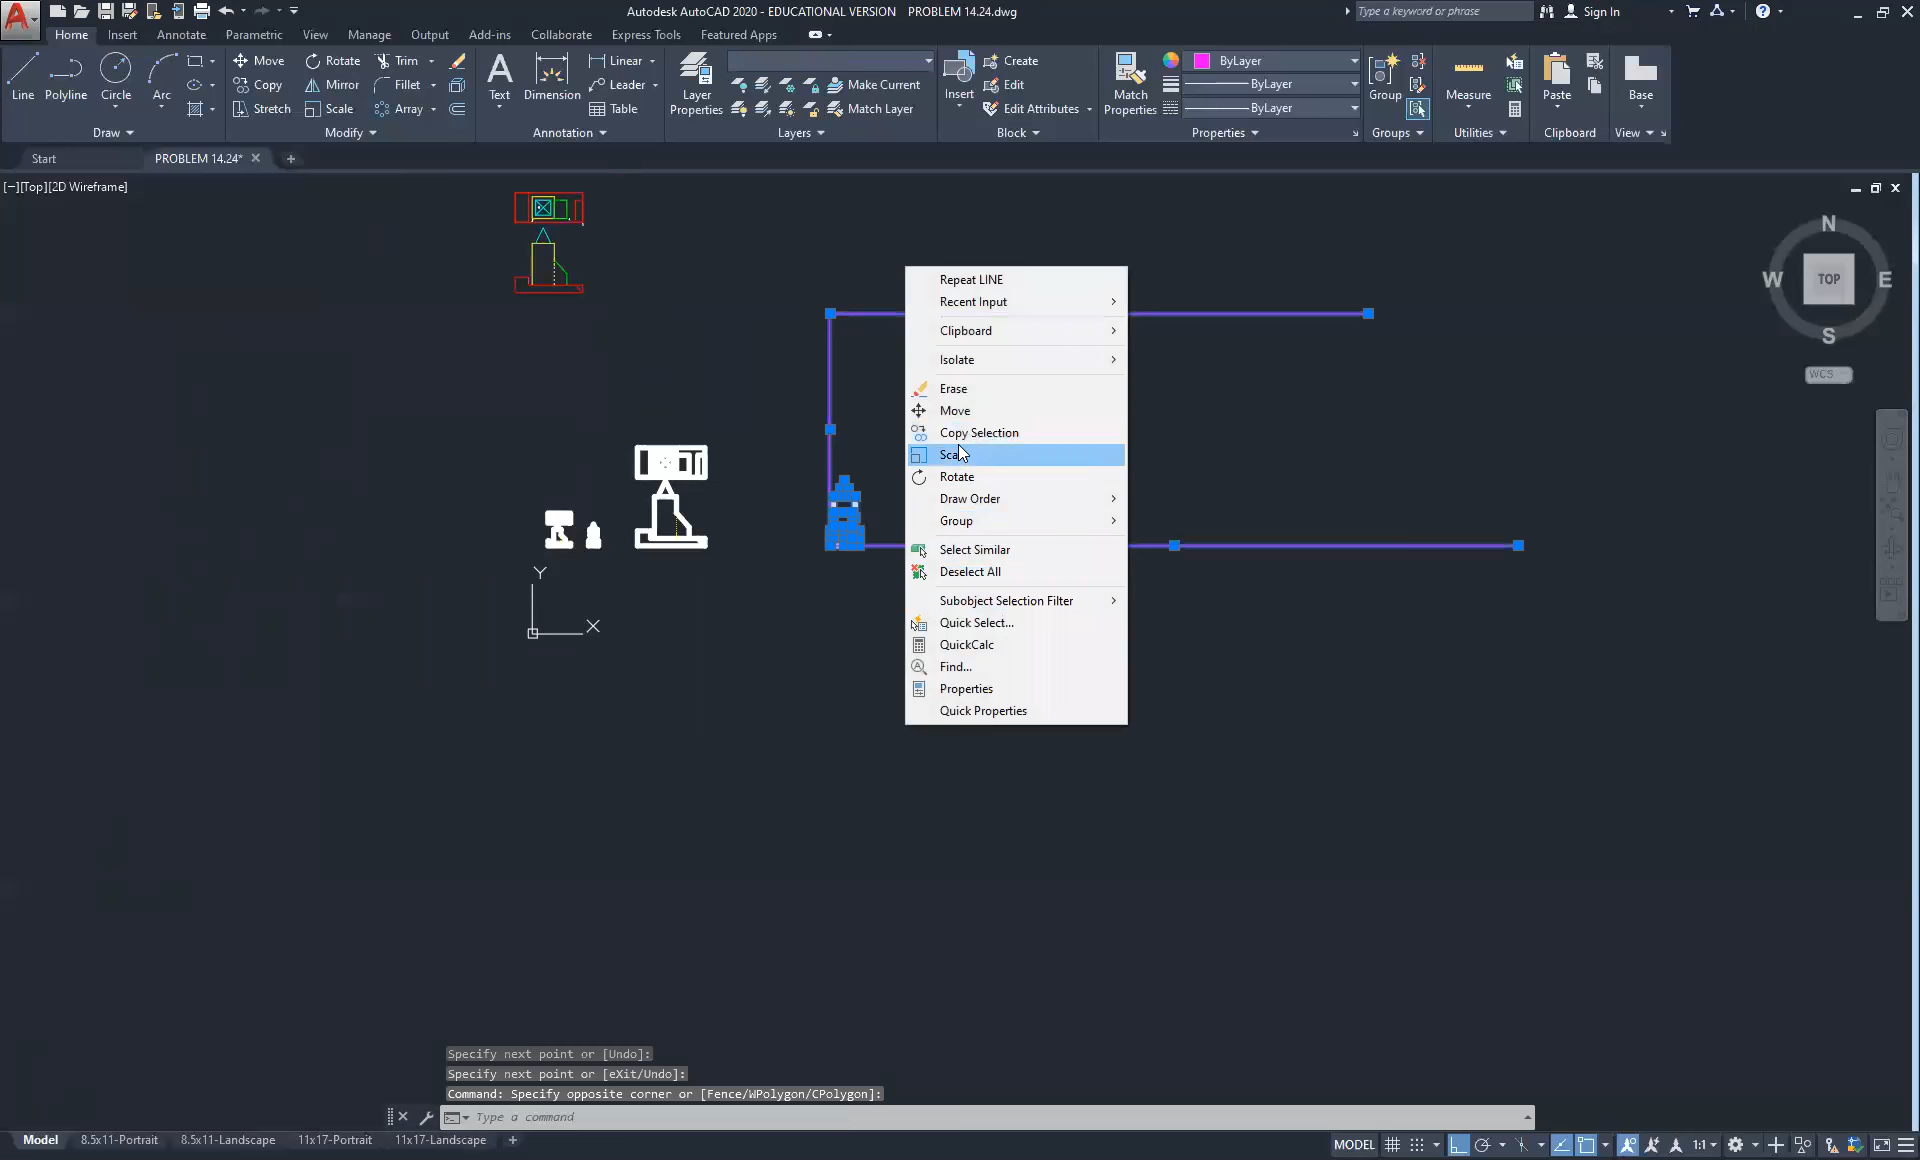 Autodesk AutoCAD 2020 - EDUCATIONAL VERSION PROBLEM 14.24.dwg
Type a keyword or phrase
Sign In
Home Insert Annotate Parametric View Manage Output Add-ins Collaborate Express Tools Featured Apps
Line Polyline Circle Arc
Move Rotate Trim
Copy Mirror Fillet
Stretch Scale Array
Text Dimension
Linear
Leader
Table
Layer Properties
Make Current
Match Layer
Insert
Create
Edit
Edit Attributes
Match Properties
ByLayer
ByLayer
ByLayer
Group
Measure
Paste
Base
Draw Modify Annotation Layers Block Properties Groups Utilities Clipboard View
Start PROBLEM 14.24*
[−][Top][2D Wireframe]
N
W TOP E
S
WCS
Repeat LINE
Recent Input
Clipboard
Isolate
Erase
Move
Copy Selection
Rotate
Draw Order
Group
Select Similar
Deselect All
Subobject Selection Filter
Quick Select...
QuickCalc
Find...
Properties
Quick Properties
Y
X
Specify next point or [Undo]:
Specify next point or [eXit/Undo]:
Command: Specify opposite corner or [Fence/WPolygon/CPolygon]:
Type a command
Model 8.5x11-Portrait 8.5x11-Landscape 11x17-Portrait 11x17-Landscape
MODEL 1:1